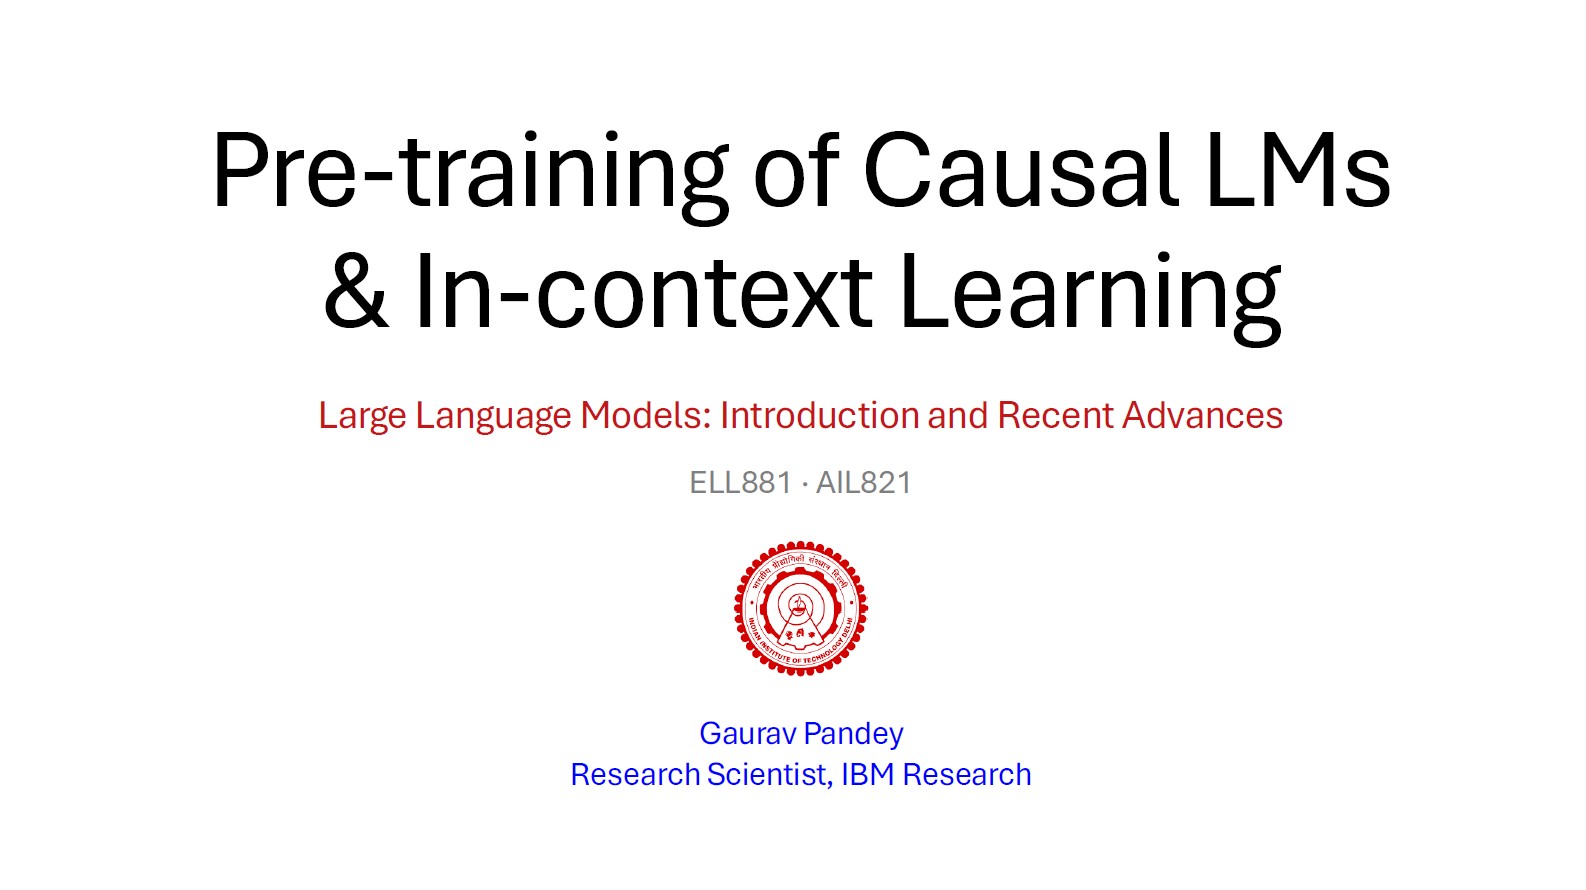 Pre-training of Causal LMs
& In-context Learning
Large Language Models: Introduction and Recent Advances
ELL881 · AIL821
भारतीय प्रौद्योगिकी संस्थान दिल्ली
INDIAN INSTITUTE OF TECHNOLOGY DELHI
Gaurav Pandey
Research Scientist, IBM Research